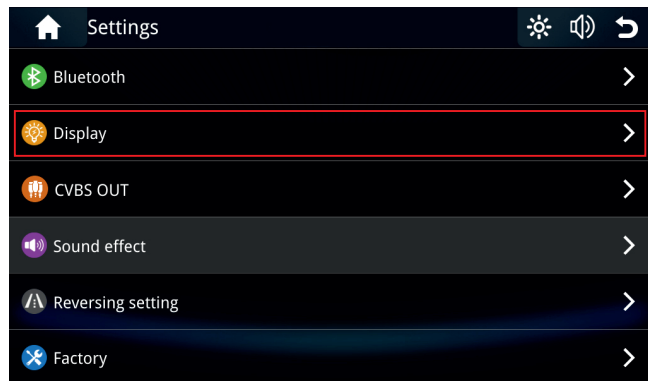 Settings
Bluetooth
Display
CVBS OUT
Sound effect
Reversing setting
Factory